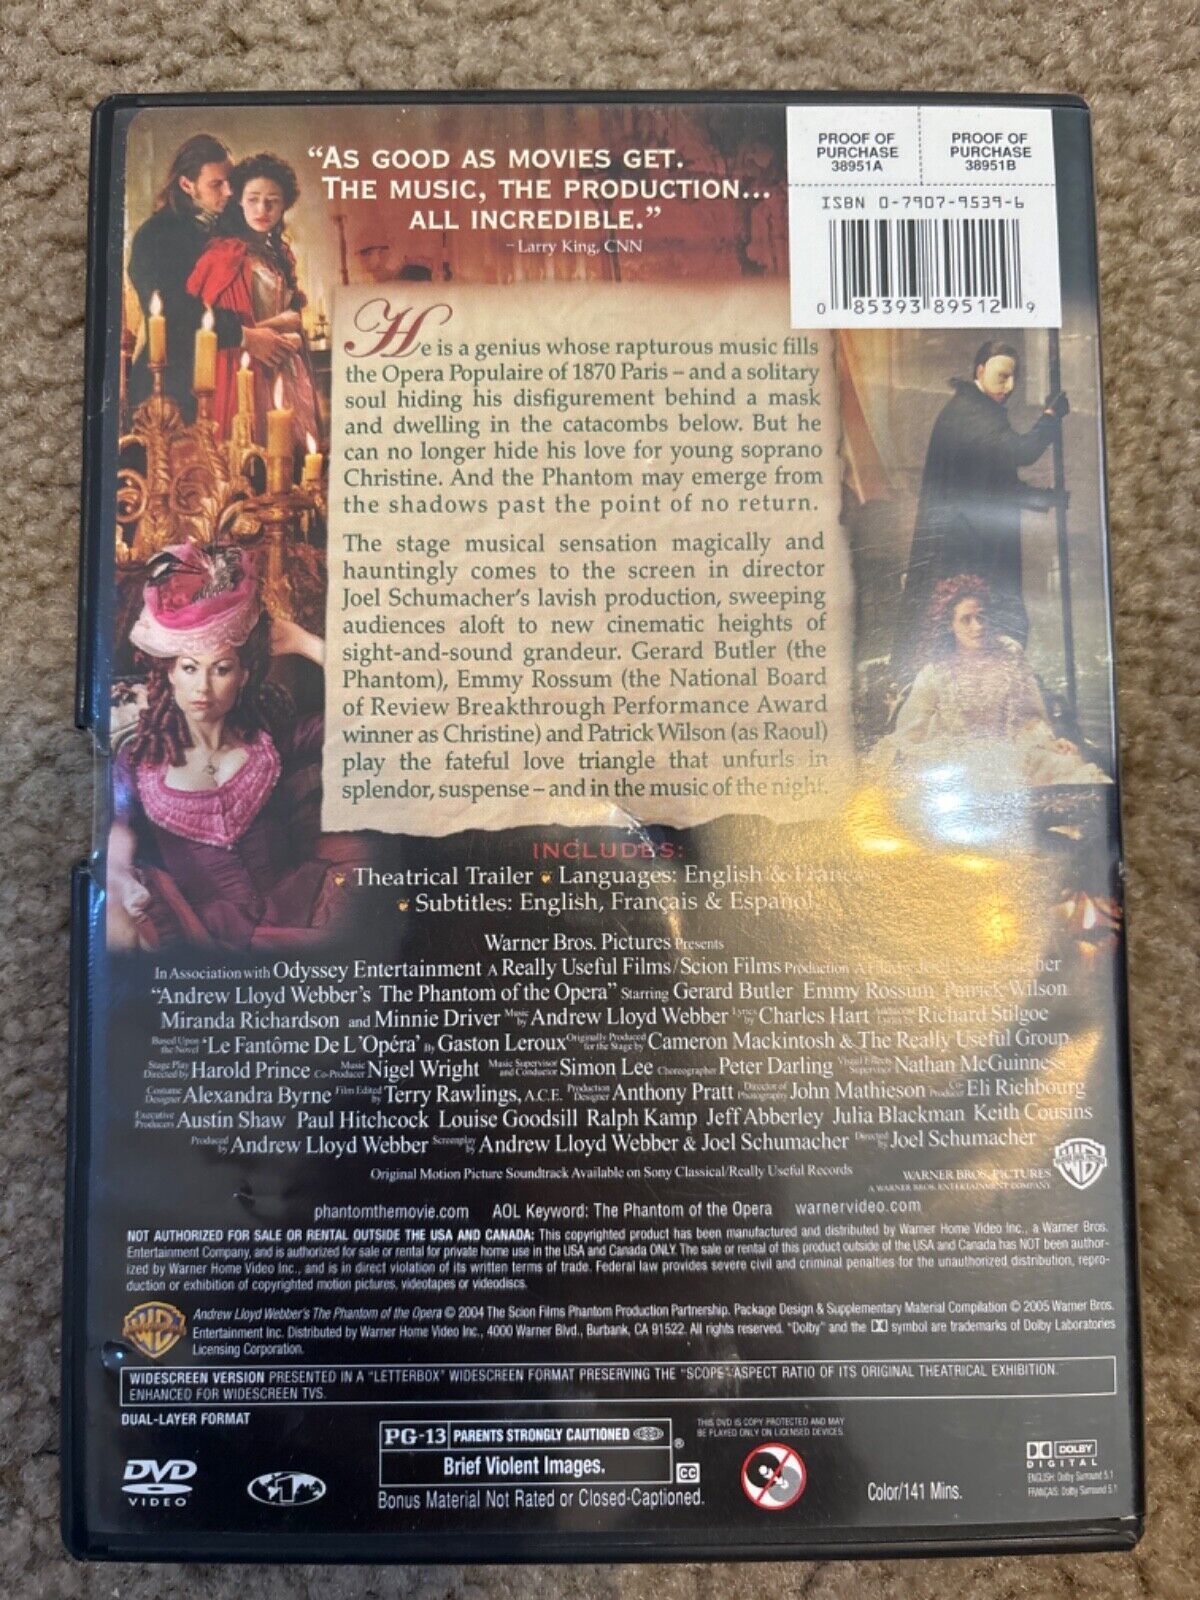 "AS GOOD AS MOVIES GET.
THE MUSIC, THE PRODUCTION...
ALL INCREDIBLE."
– Larry King, CNN
PROOF OF
PURCHASE
38951A
PROOF OF
PURCHASE
38951B
ISBN 0-7907-9539-6
0 85393 89512 9
He is a genius whose rapturous music fills
the Opera Populaire of 1870 Paris – and a solitary
soul hiding his disfigurement behind a mask
and dwelling in the catacombs below. But he
can no longer hide his love for young soprano
Christine. And the Phantom may emerge from
the shadows past the point of no return.
The stage musical sensation magically and
hauntingly comes to the screen in director
Joel Schumacher's lavish production, sweeping
audiences aloft to new cinematic heights of
sight-and-sound grandeur. Gerard Butler (the
Phantom), Emmy Rossum (the National Board
of Review Breakthrough Performance Award
winner as Christine) and Patrick Wilson (as Raoul)
play the fateful love triangle that unfurls in
splendor, suspense – and in the music of the night.
INCLUDES:
Theatrical Trailer Languages: English &
Subtitles: English, Français & Español
Warner Bros. Pictures Presents
In Association with Odyssey Entertainment A Really Useful Films/Scion Films Production
"Andrew Lloyd Webber's The Phantom of the Opera" Starring Gerard Butler Emmy Rossum Patrick Wilson
Miranda Richardson and Minnie Driver Music by Andrew Lloyd Webber Lyrics by Charles Hart Additional Lyrics by Richard Stilgoe
Based Upon the Novel 'Le Fantôme De L'Opéra' By Gaston Leroux Originally Produced for the Stage by Cameron Mackintosh & The Really Useful Group
Stage Play Directed by Harold Prince Music Co-Producer Nigel Wright Music Supervisor and Conductor Simon Lee Choreographer Peter Darling Visual Effects Supervisor Nathan McGuinness
Costume Designer Alexandra Byrne Film Edited by Terry Rawlings, A.C.E. Production Designer Anthony Pratt Director of Photography John Mathieson Co-Producer Eli Richbourg
Executive Producers Austin Shaw Paul Hitchcock Louise Goodsill Ralph Kamp Jeff Abberley Julia Blackman Keith Cousins
Produced by Andrew Lloyd Webber Screenplay by Andrew Lloyd Webber & Joel Schumacher Directed by Joel Schumacher
Original Motion Picture Soundtrack Available on Sony Classical/Really Useful Records
WARNER BROS. PICTURES
A WARNER BROS. ENTERTAINMENT COMPANY
phantomthemovie.com AOL Keyword: The Phantom of the Opera warnervideo.com
NOT AUTHORIZED FOR SALE OR RENTAL OUTSIDE THE USA AND CANADA: This copyrighted product has been manufactured and distributed by Warner Home Video Inc., a Warner Bros.
Entertainment Company, and is authorized for sale or rental for private home use in the USA and Canada ONLY. The sale or rental of this product outside of the USA and Canada has NOT been author-
ized by Warner Home Video Inc., and is in direct violation of its written terms of trade. Federal law provides severe civil and criminal penalties for the unauthorized distribution, repro-
duction or exhibition of copyrighted motion pictures, videotapes or videodiscs.
Andrew Lloyd Webber's The Phantom of the Opera © 2004 The Scion Films Phantom Production Partnership. Package Design & Supplementary Material Compilation © 2005 Warner Bros.
Entertainment Inc. Distributed by Warner Home Video Inc., 4000 Warner Blvd., Burbank, CA 91522. All rights reserved. "Dolby" and the DD symbol are trademarks of Dolby Laboratories
Licensing Corporation.
WIDESCREEN VERSION PRESENTED IN A "LETTERBOX" WIDESCREEN FORMAT PRESERVING THE "SCOPE" ASPECT RATIO OF ITS ORIGINAL THEATRICAL EXHIBITION.
ENHANCED FOR WIDESCREEN TVS.
DUAL-LAYER FORMAT
DVD
VIDEO
1
PG-13 PARENTS STRONGLY CAUTIONED ®
Brief Violent Images.
CC
Bonus Material Not Rated or Closed-Captioned.
THIS DVD IS COPY PROTECTED AND MAY
BE PLAYED ONLY ON LICENSED DEVICES.
Color/141 Mins.
DOLBY
DIGITAL
ENGLISH: Dolby Surround 5.1
FRANÇAIS: Dolby Surround 5.1